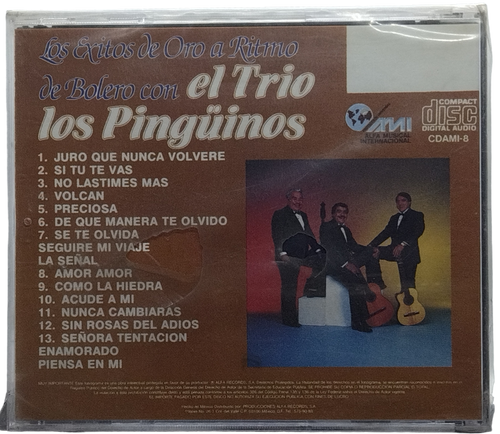 Los Exitos de Oro a Ritmo
de Bolero con el Trio
los Pingüinos
AMI
ALFA MUSICAL
INTERNACIONAL
COMPACT
disc
DIGITAL AUDIO
CDAMI-8
1. JURO QUE NUNCA VOLVERE
2. SI TU TE VAS
3. NO LASTIMES MAS
4. VOLCAN
5. PRECIOSA
6. DE QUE MANERA TE OLVIDO
7. SE TE OLVIDA
SEGUIRE MI VIAJE
LA SEÑAL
8. AMOR AMOR
9. COMO LA HIEDRA
10. ACUDE A MI
11. NUNCA CAMBIARAS
12. SIN ROSAS DEL ADIOS
13. SEÑORA TENTACION
ENAMORADO
PIENSA EN MI